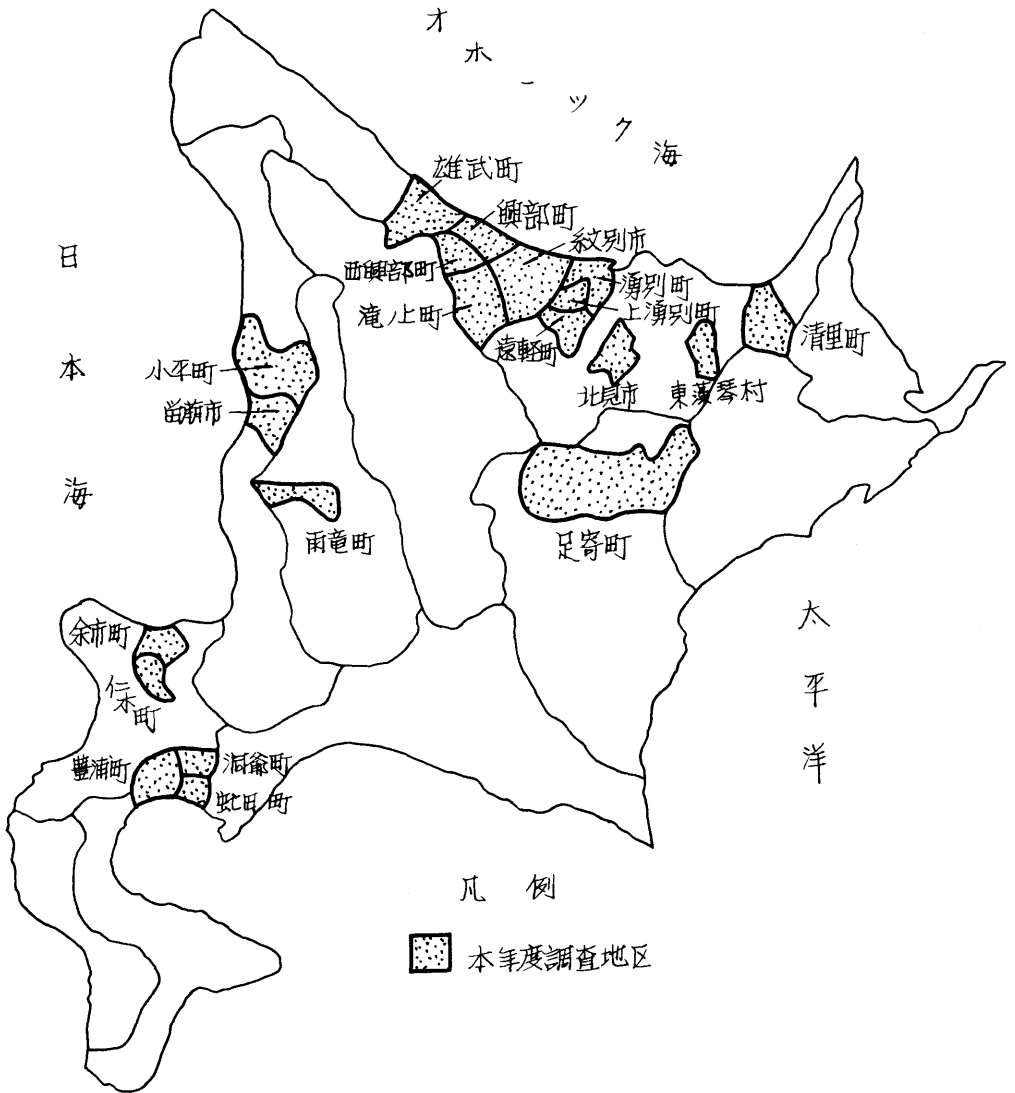 オホーツク海
日本海
太平洋
雄武町
興部町
紋別市
西興部町
湧別町
滝ノ上町
上湧別町
遠軽町
清里町
北見市
東藻琴村
小平町
留萌市
雨竜町
足寄町
余市町
仁木町
豊浦町
洞爺町
虻田町
凡例
本年度調査地区